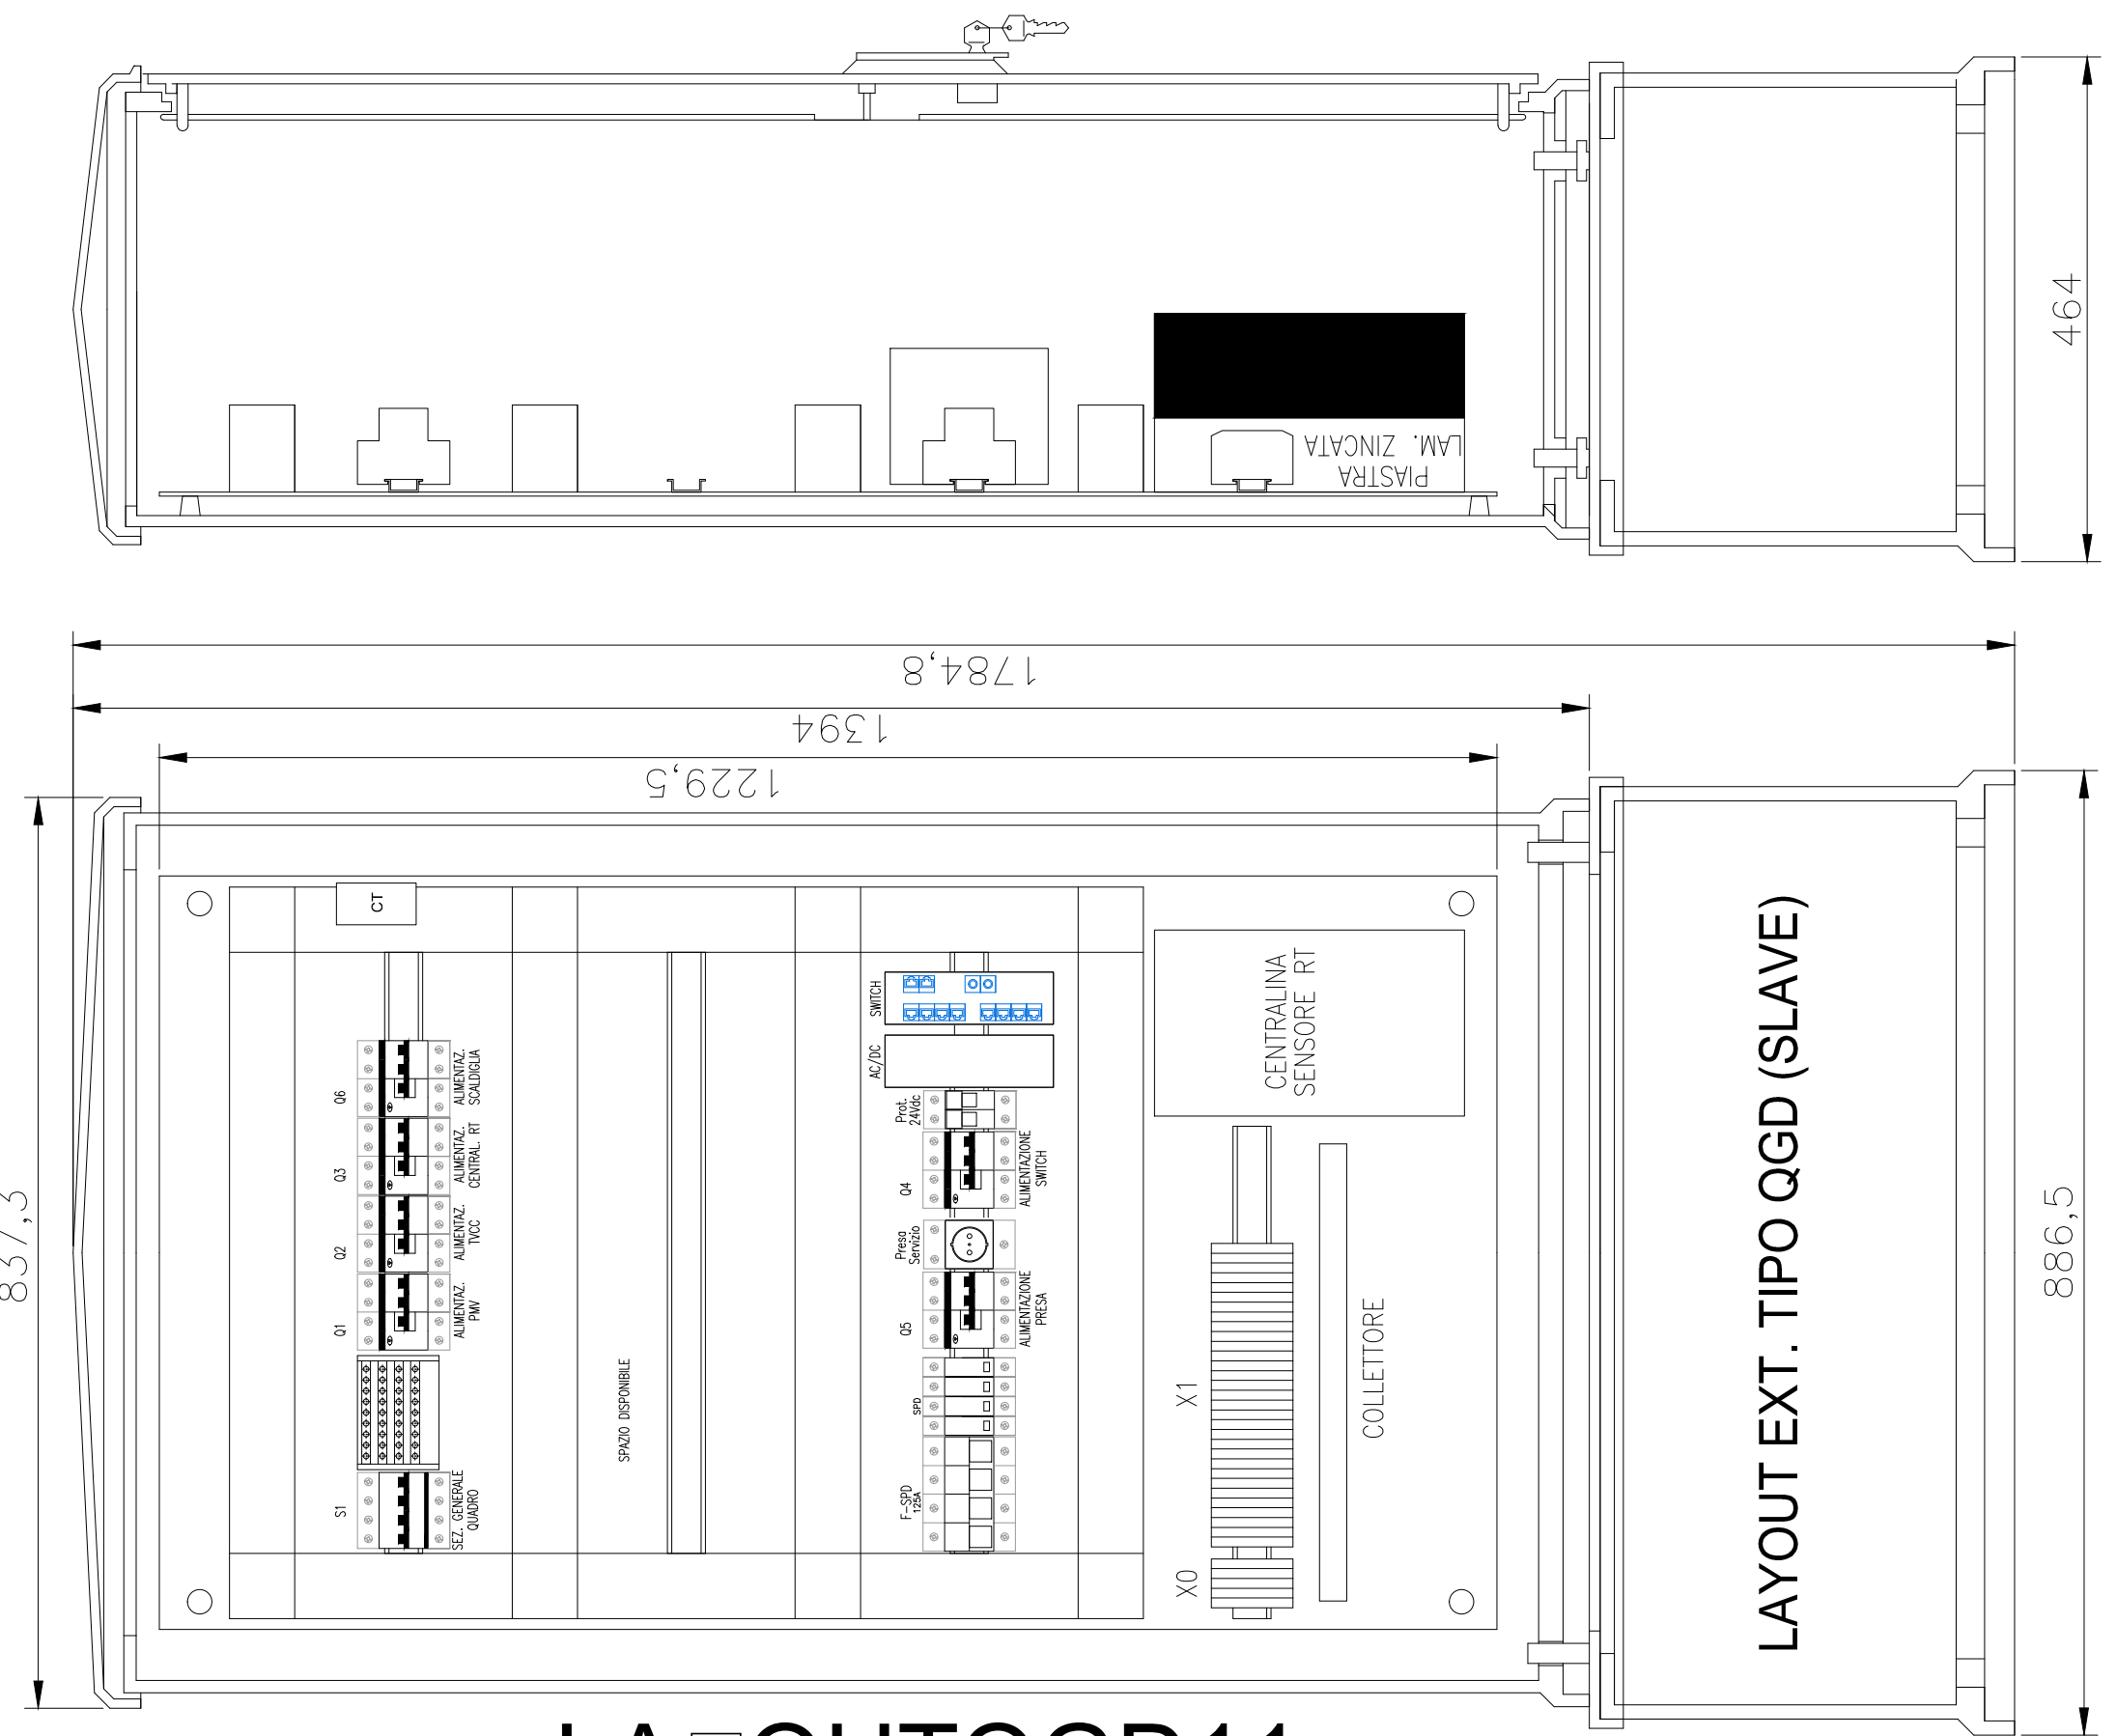 464
PIASTRA
LAM. ZINCATA
1784,8
1394
1229,5
837,3
886,5
CT
Q6
ALIMENTAZ.
SCALDIGLIA
Q3
ALIMENTAZ.
CENTRAL. RT
Q2
ALIMENTAZ.
TVCC
Q1
ALIMENTAZ.
PMV
S1
SEZ. GENERALE
QUADRO
SPAZIO DISPONIBILE
SWITCH
AC/DC
Prot.
24Vdc
Q4
ALIMENTAZIONE
SWITCH
Presa
Servizio
Q5
ALIMENTAZIONE
PRESA
SPD
F-SPD
125A
CENTRALINA
SENSORE RT
X1
X0
COLLETTORE
LAYOUT EXT. TIPO QGD (SLAVE)